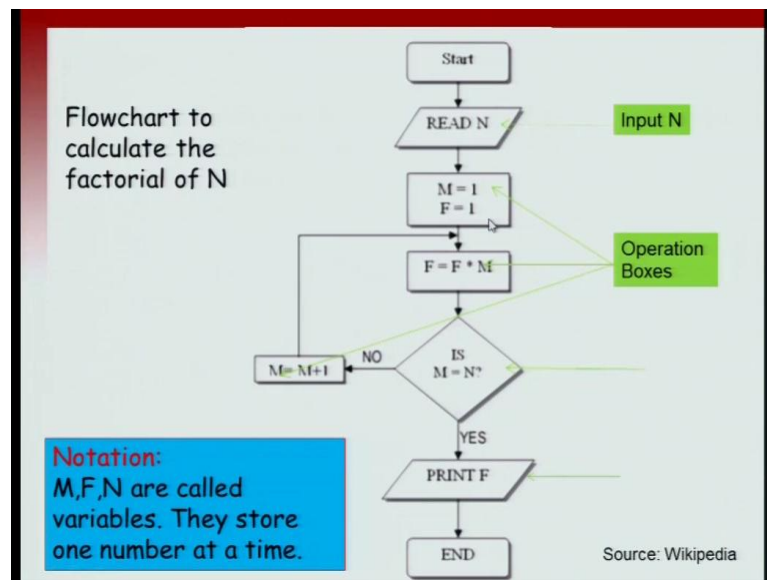 Flowchart to
calculate the
factorial of N
Start
READ N
Input N
M = 1
F = 1
Operation
Boxes
F = F * M
IS
M = N?
NO
M= M+1
YES
PRINT F
END
Notation:
M,F,N are called
variables. They store
one number at a time.
Source: Wikipedia